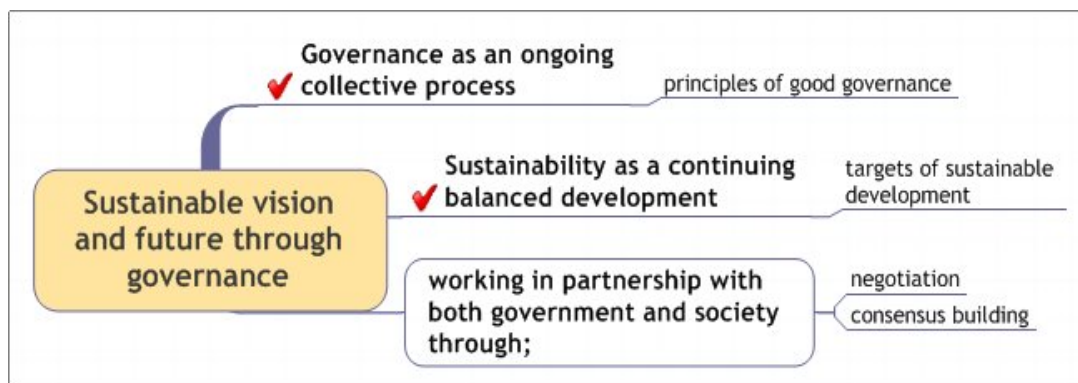 Governance as an ongoing
collective process
principles of good governance
Sustainable vision
and future through
governance
Sustainability as a continuing
balanced development
targets of sustainable
development
working in partnership with
both government and society
through;
negotiation
consensus building